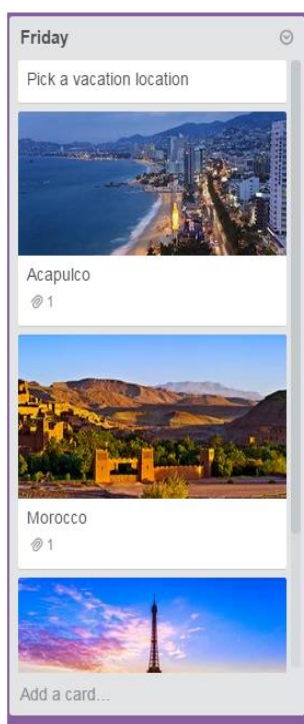 Friday
Pick a vacation location
Acapulco
1
Morocco
1
Add a card...